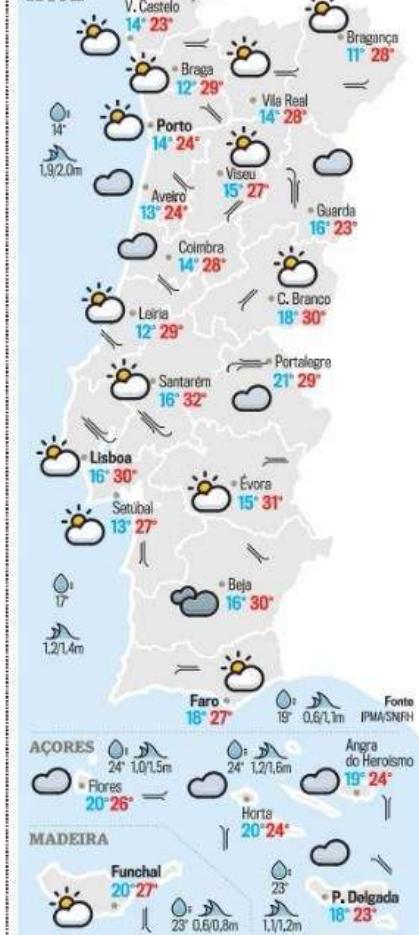 V. Castelo
14° 23°
Bragança
11° 28°
Braga
12° 29°
Vila Real
14° 28°
14°
1,9/2.0m
Porto
14° 24°
Viseu
15° 27°
Aveiro
13° 24°
Guarda
16° 23°
Coimbra
14° 28°
C. Branco
18° 30°
Leiria
12° 29°
Portalegre
21° 29°
Santarém
16° 32°
Lisboa
16° 30°
Évora
15° 31°
Setúbal
13° 27°
17°
1,2/1,4m
Beja
16° 30°
Faro
18° 27°
19° 0,6/1,1m
Fonte
IPMA/SNIRH
AÇORES
24° 1,0/1,5m
24° 1,2/1,6m
Angra
do Heroísmo
19° 24°
Flores
20° 26°
Horta
20° 24°
MADEIRA
Funchal
20° 27°
23° 0,6/0,8m
23°
1,1/1,2m
P. Delgada
18° 23°